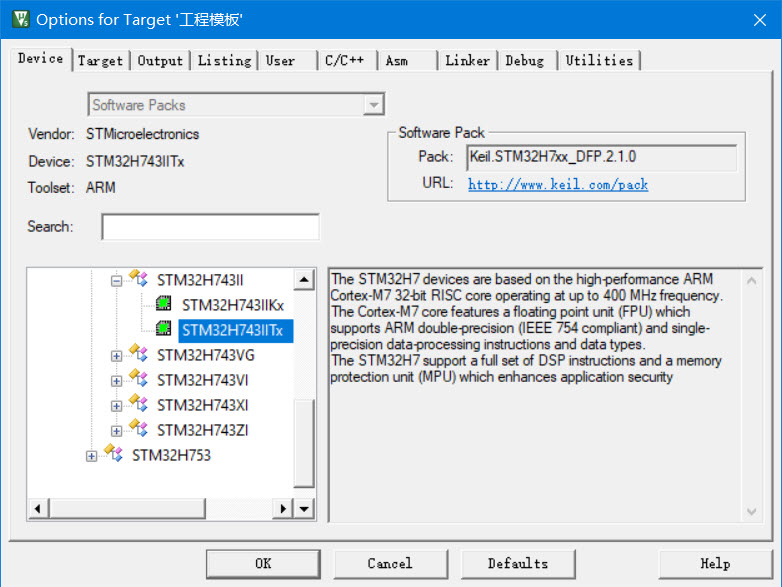 Options for Target '工程模板'
Device Target Output Listing User C/C++ Asm Linker Debug Utilities
Software Packs
Vendor: STMicroelectronics
Device: STM32H743IITx
Toolset: ARM
Search:
Software Pack
Pack: Keil.STM32H7xx_DFP.2.1.0
URL: http://www.keil.com/pack
STM32H743II
STM32H743IIKx
STM32H743IITx
STM32H743VG
STM32H743VI
STM32H743XI
STM32H743ZI
STM32H753
The STM32H7 devices are based on the high-performance ARM
Cortex-M7 32-bit RISC core operating at up to 400 MHz frequency.
The Cortex-M7 core features a floating point unit (FPU) which
supports ARM double-precision (IEEE 754 compliant) and single-
precision data-processing instructions and data types.
The STM32H7 support a full set of DSP instructions and a memory
protection unit (MPU) which enhances application security
OK Cancel Defaults Help